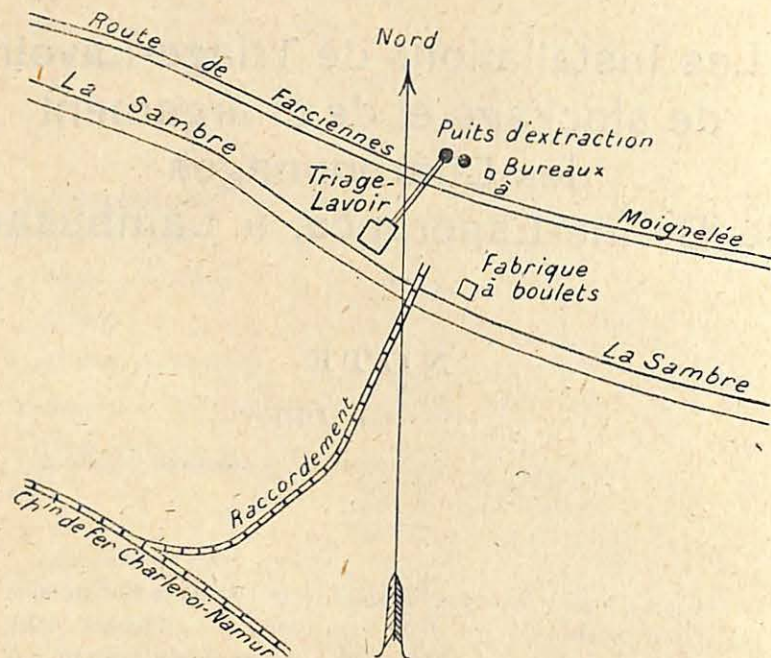 Nord
Route de Farciennes à Moignelée
La Sambre
Puits d'extraction
Bureaux
Triage-
Lavoir
Fabrique
à boulets
La Sambre
Raccordement
Ch.in de fer Charleroi-Namur